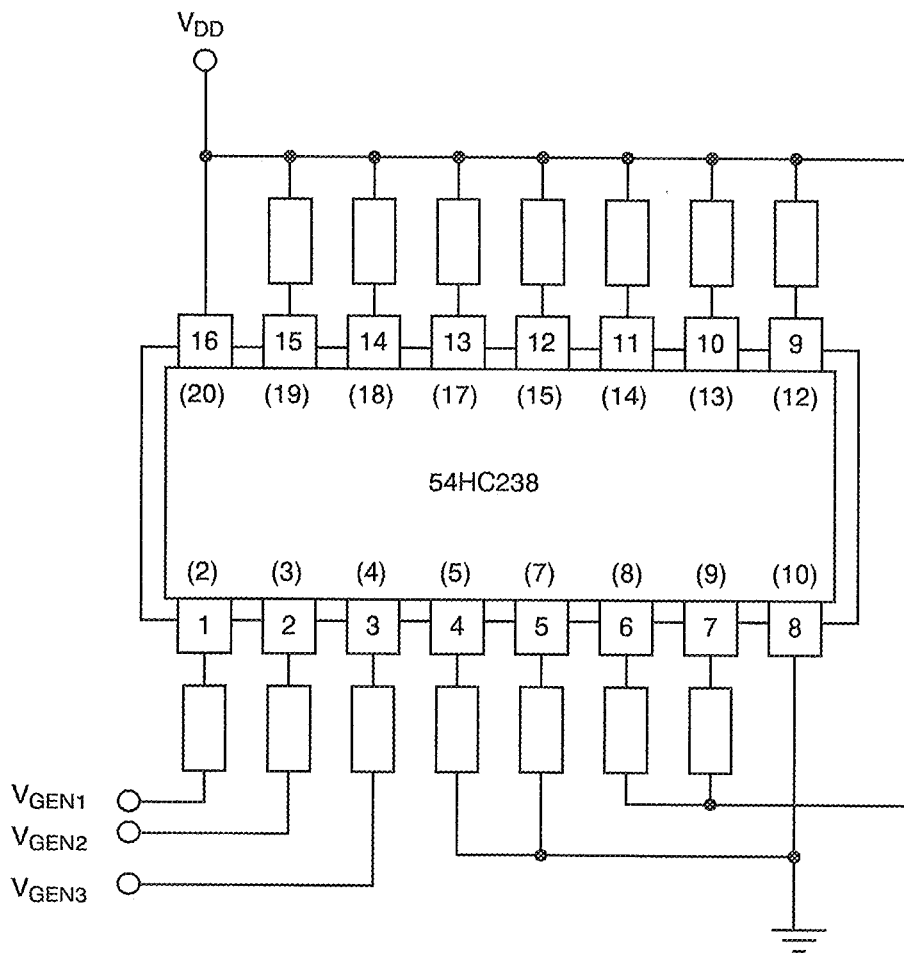 VDD
16 15 14 13 12 11 10 9
(20) (19) (18) (17) (15) (14) (13) (12)
54HC238
(2) (3) (4) (5) (7) (8) (9) (10)
1 2 3 4 5 6 7 8
VGEN1
VGEN2
VGEN3